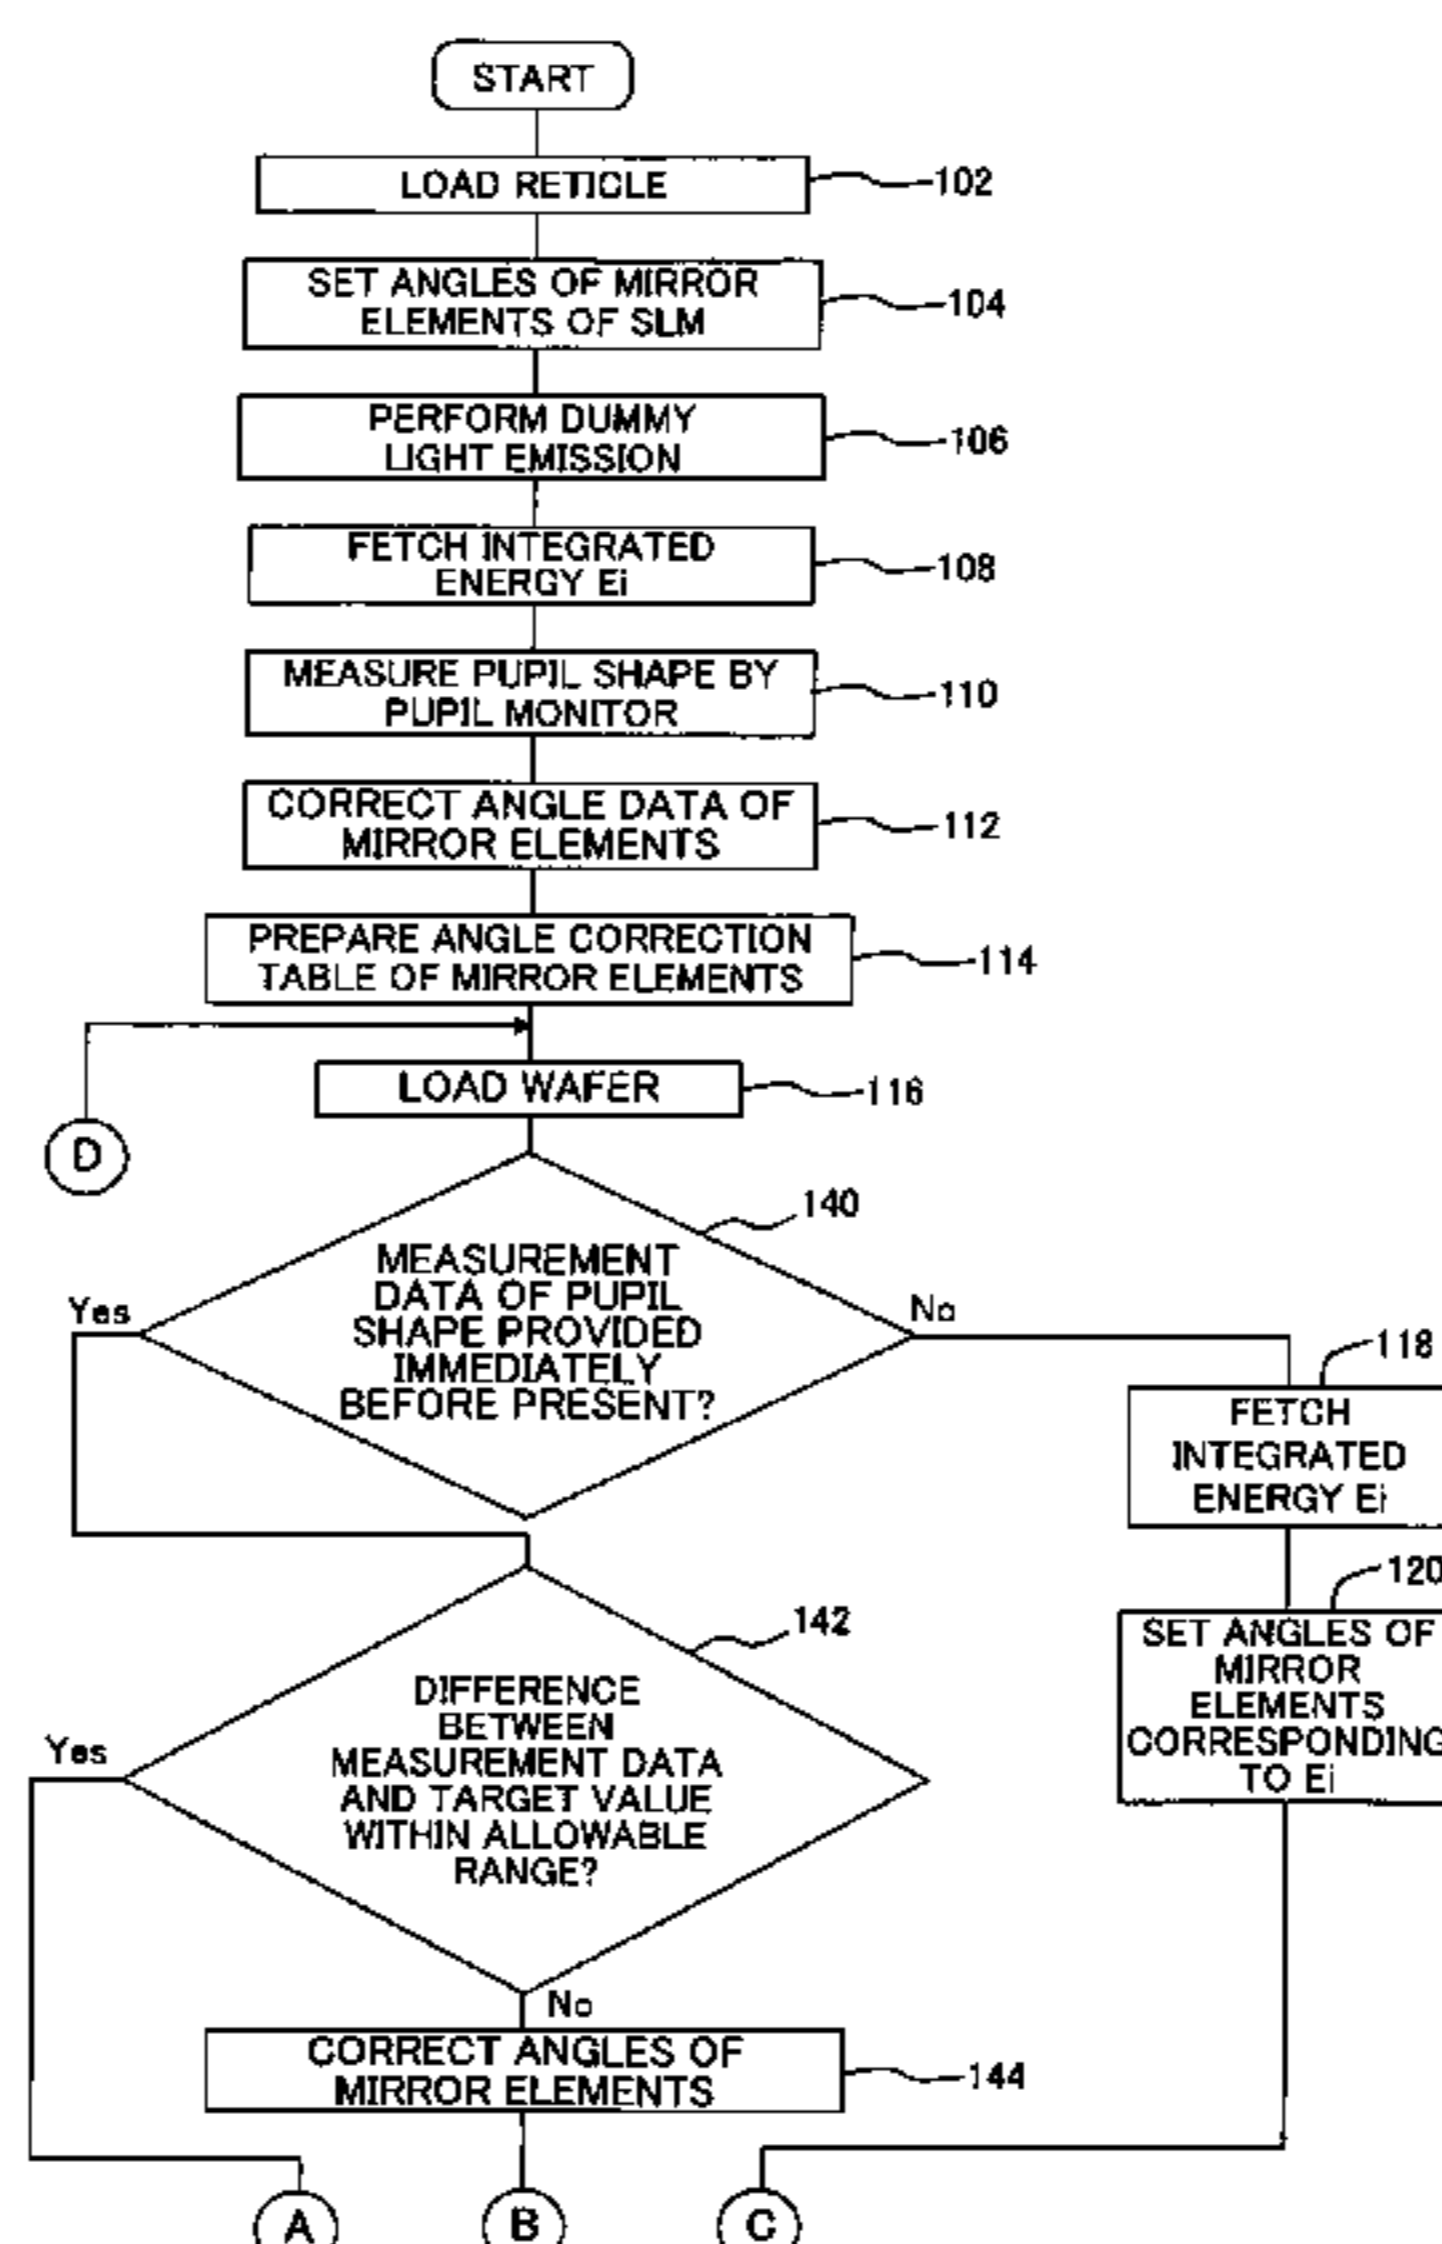 START
LOAD RETICLE
102
SET ANGLES OF MIRROR
ELEMENTS OF SLM
104
PERFORM DUMMY
LIGHT EMISSION
106
FETCH INTEGRATED
ENERGY Ei
108
MEASURE PUPIL SHAPE BY
PUPIL MONITOR
110
CORRECT ANGLE DATA OF
MIRROR ELEMENTS
112
PREPARE ANGLE CORRECTION
TABLE OF MIRROR ELEMENTS
114
LOAD WAFER
116
D
140
MEASUREMENT
DATA OF PUPIL
SHAPE PROVIDED
IMMEDIATELY
BEFORE PRESENT?
Yes
No
118
FETCH
INTEGRATED
ENERGY Ei
120
SET ANGLES OF
MIRROR
ELEMENTS
CORRESPONDING
TO Ei
142
DIFFERENCE
BETWEEN
MEASUREMENT DATA
AND TARGET VALUE
WITHIN ALLOWABLE
RANGE?
Yes
No
CORRECT ANGLES OF
MIRROR ELEMENTS
144
A
B
C